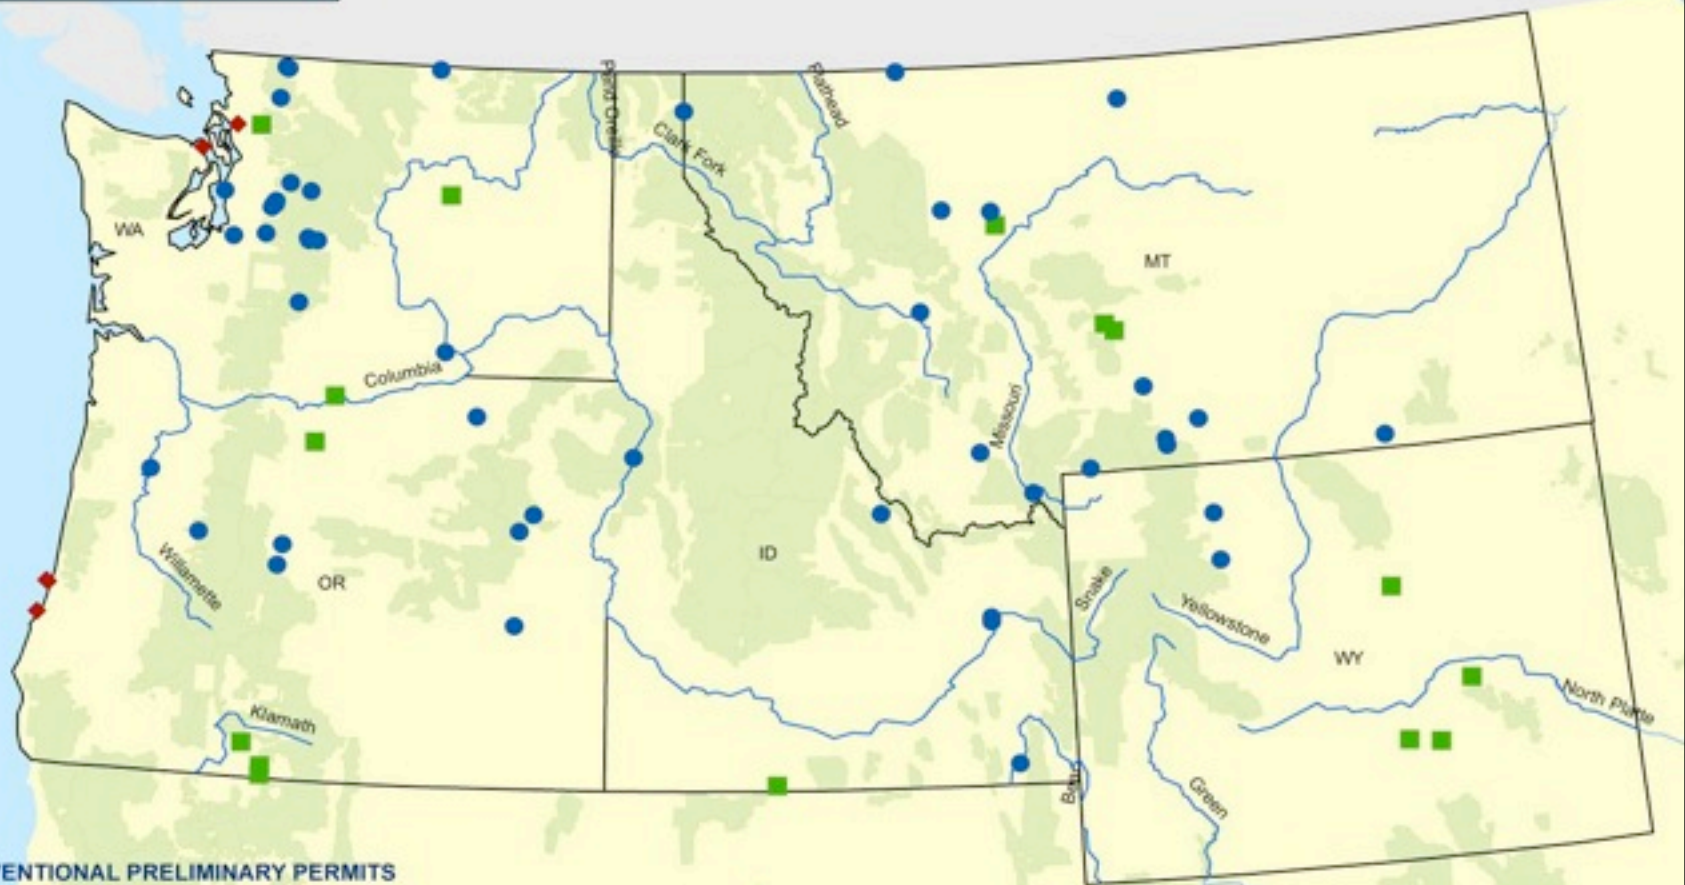 Pend Oreille
Flathead
Clark Fork
WA
MT
Columbia
Missouri
Willamette
OR
ID
Snake
Yellowstone
WY
North Platte
Klamath
Green
Bear
ENTIONAL PRELIMINARY PERMITS